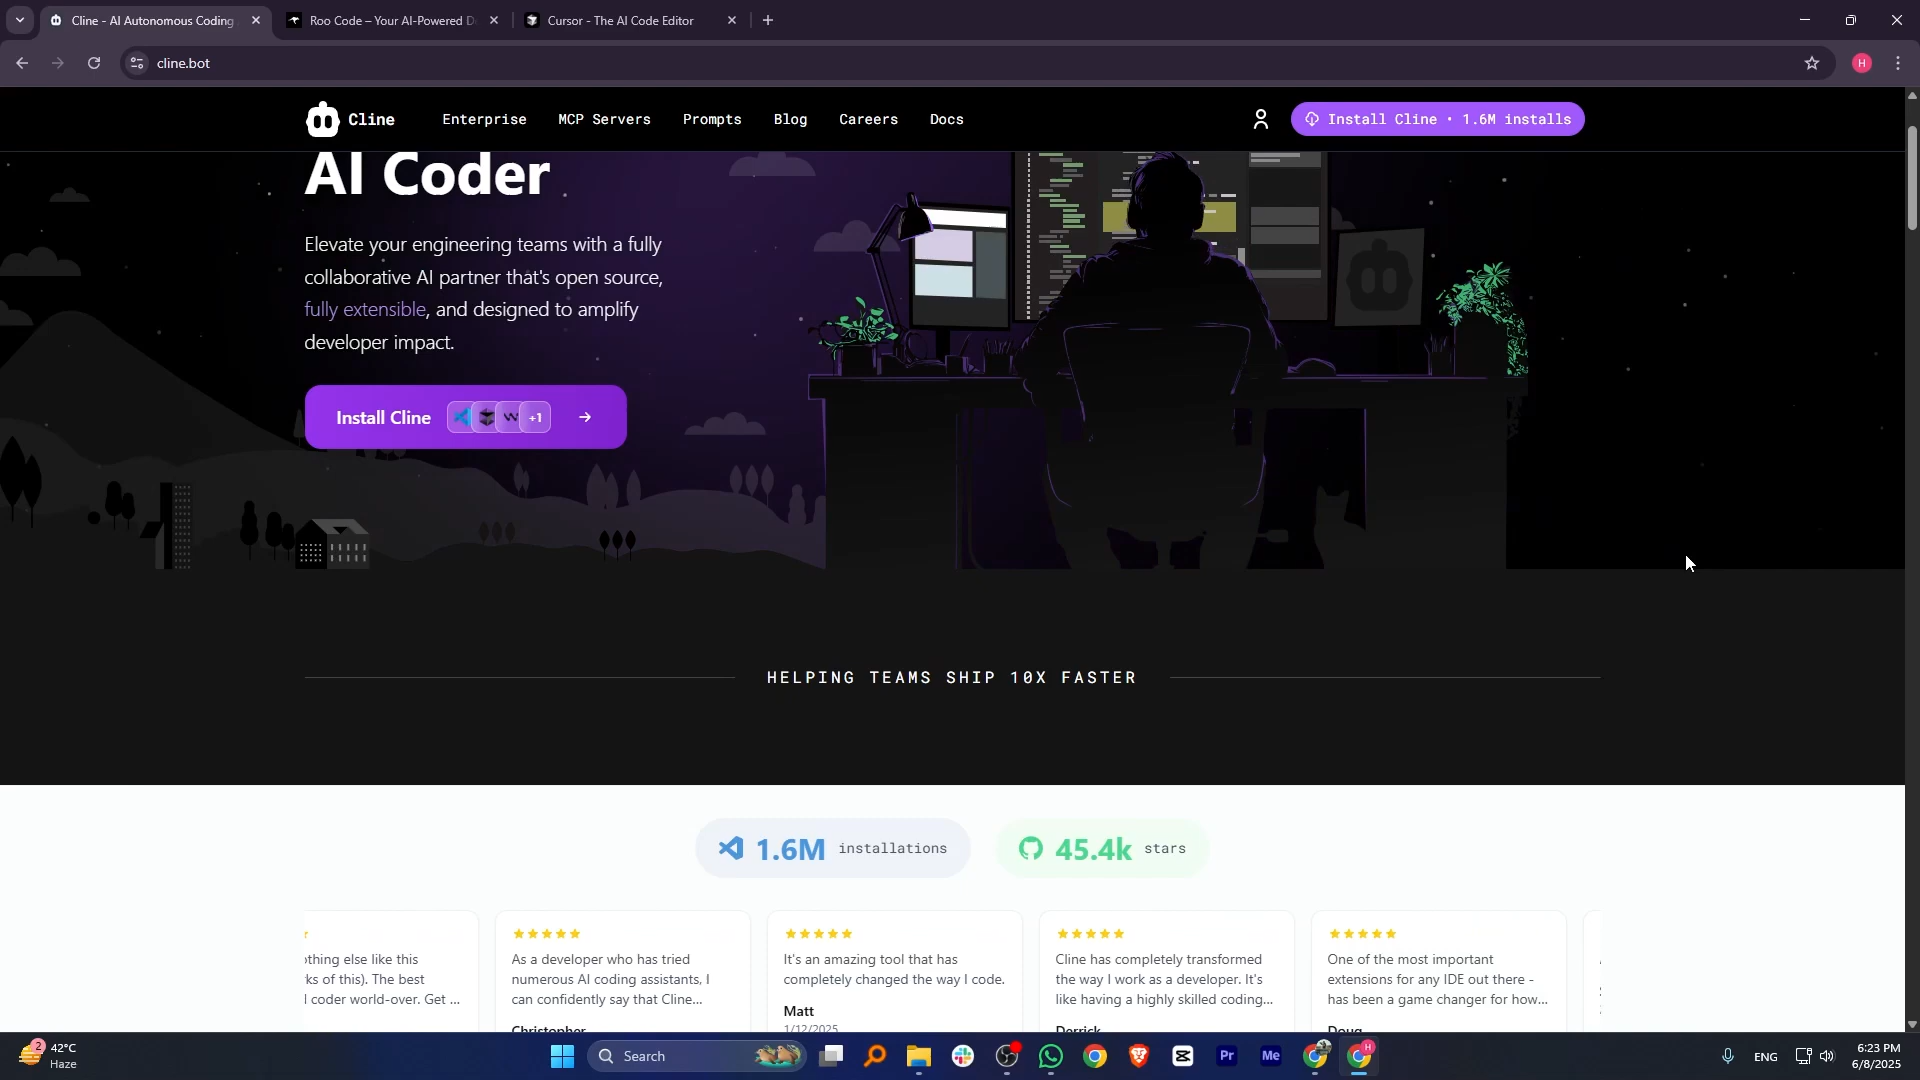 Cline - AI Autonomous Coding
Roo Code – Your AI-Powered D
Cursor - The AI Code Editor
cline.bot
H
Cline
Enterprise
MCP Servers
Prompts
Blog
Careers
Docs
Install Cline • 1.6M installs
AI Coder
Elevate your engineering teams with a fully
collaborative AI partner that's open source,
fully extensible, and designed to amplify
developer impact.
Install Cline
+1
HELPING TEAMS SHIP 10X FASTER
1.6M installations
45.4k stars
othing else like this
ks of this). The best
coder world-over. Get ...
As a developer who has tried
numerous AI coding assistants, I
can confidently say that Cline...
Christopher
It's an amazing tool that has
completely changed the way I code.
Matt
1/12/2025
Cline has completely transformed
the way I work as a developer. It's
like having a highly skilled coding...
Derrick
One of the most important
extensions for any IDE out there -
has been a game changer for how...
Doug
2
42°C
Haze
Search
Pr
Me
H
ENG
6:23 PM
6/8/2025